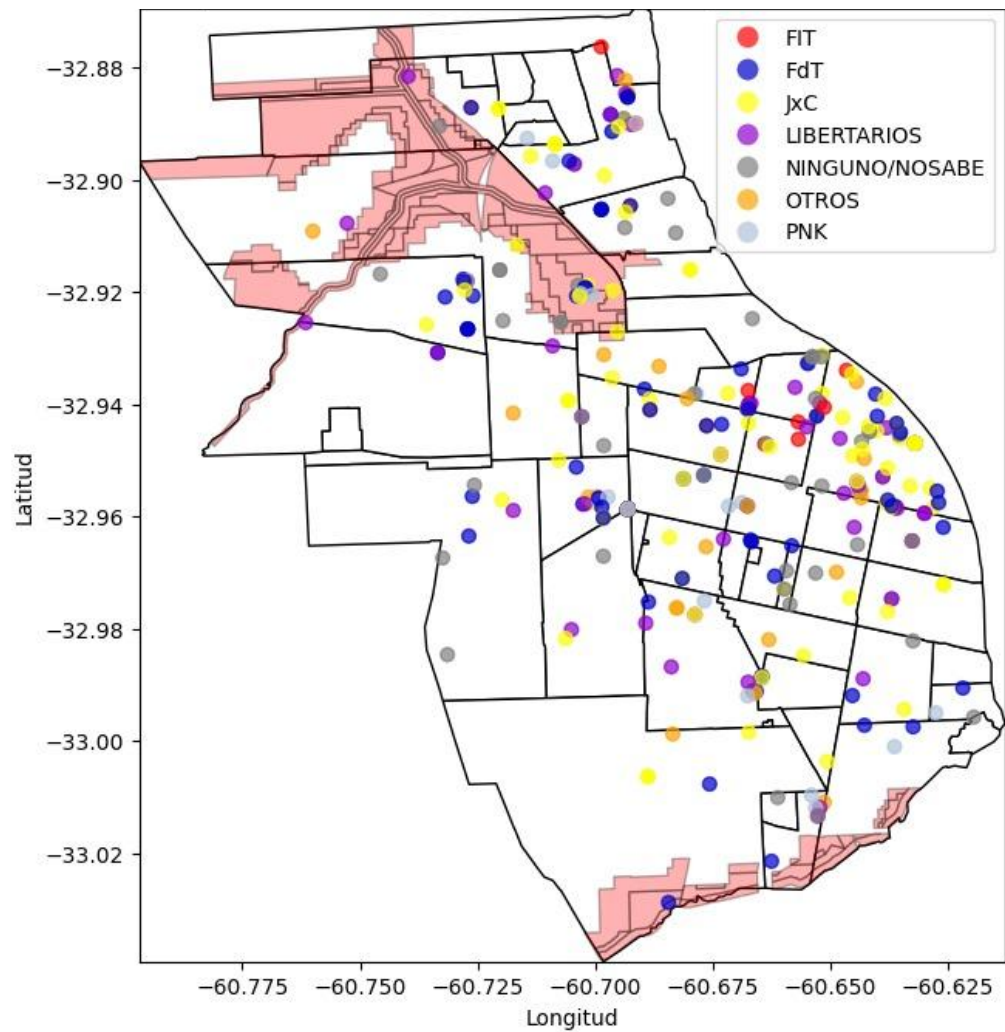 FIT
FdT
JxC
LIBERTARIOS
NINGUNO/NOSABE
OTROS
PNK
Latitud
−32.88
−32.90
−32.92
−32.94
−32.96
−32.98
−33.00
−33.02
−60.775 −60.750 −60.725 −60.700 −60.675 −60.650 −60.625
Longitud